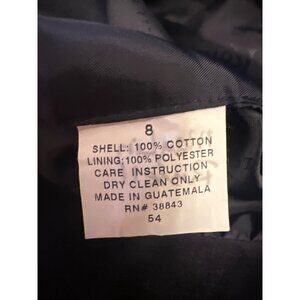 8
SHELL: 100% COTTON
LINING:100% POLYESTER
CARE INSTRUCTION
DRY CLEAN ONLY
MADE IN GUATEMALA
RN# 38843
54